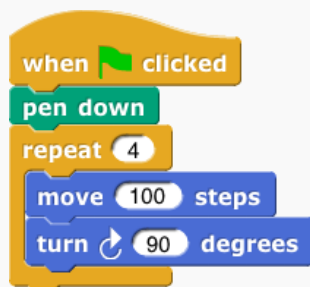 when clicked
pen down
repeat 4
move 100 steps
turn 90 degrees